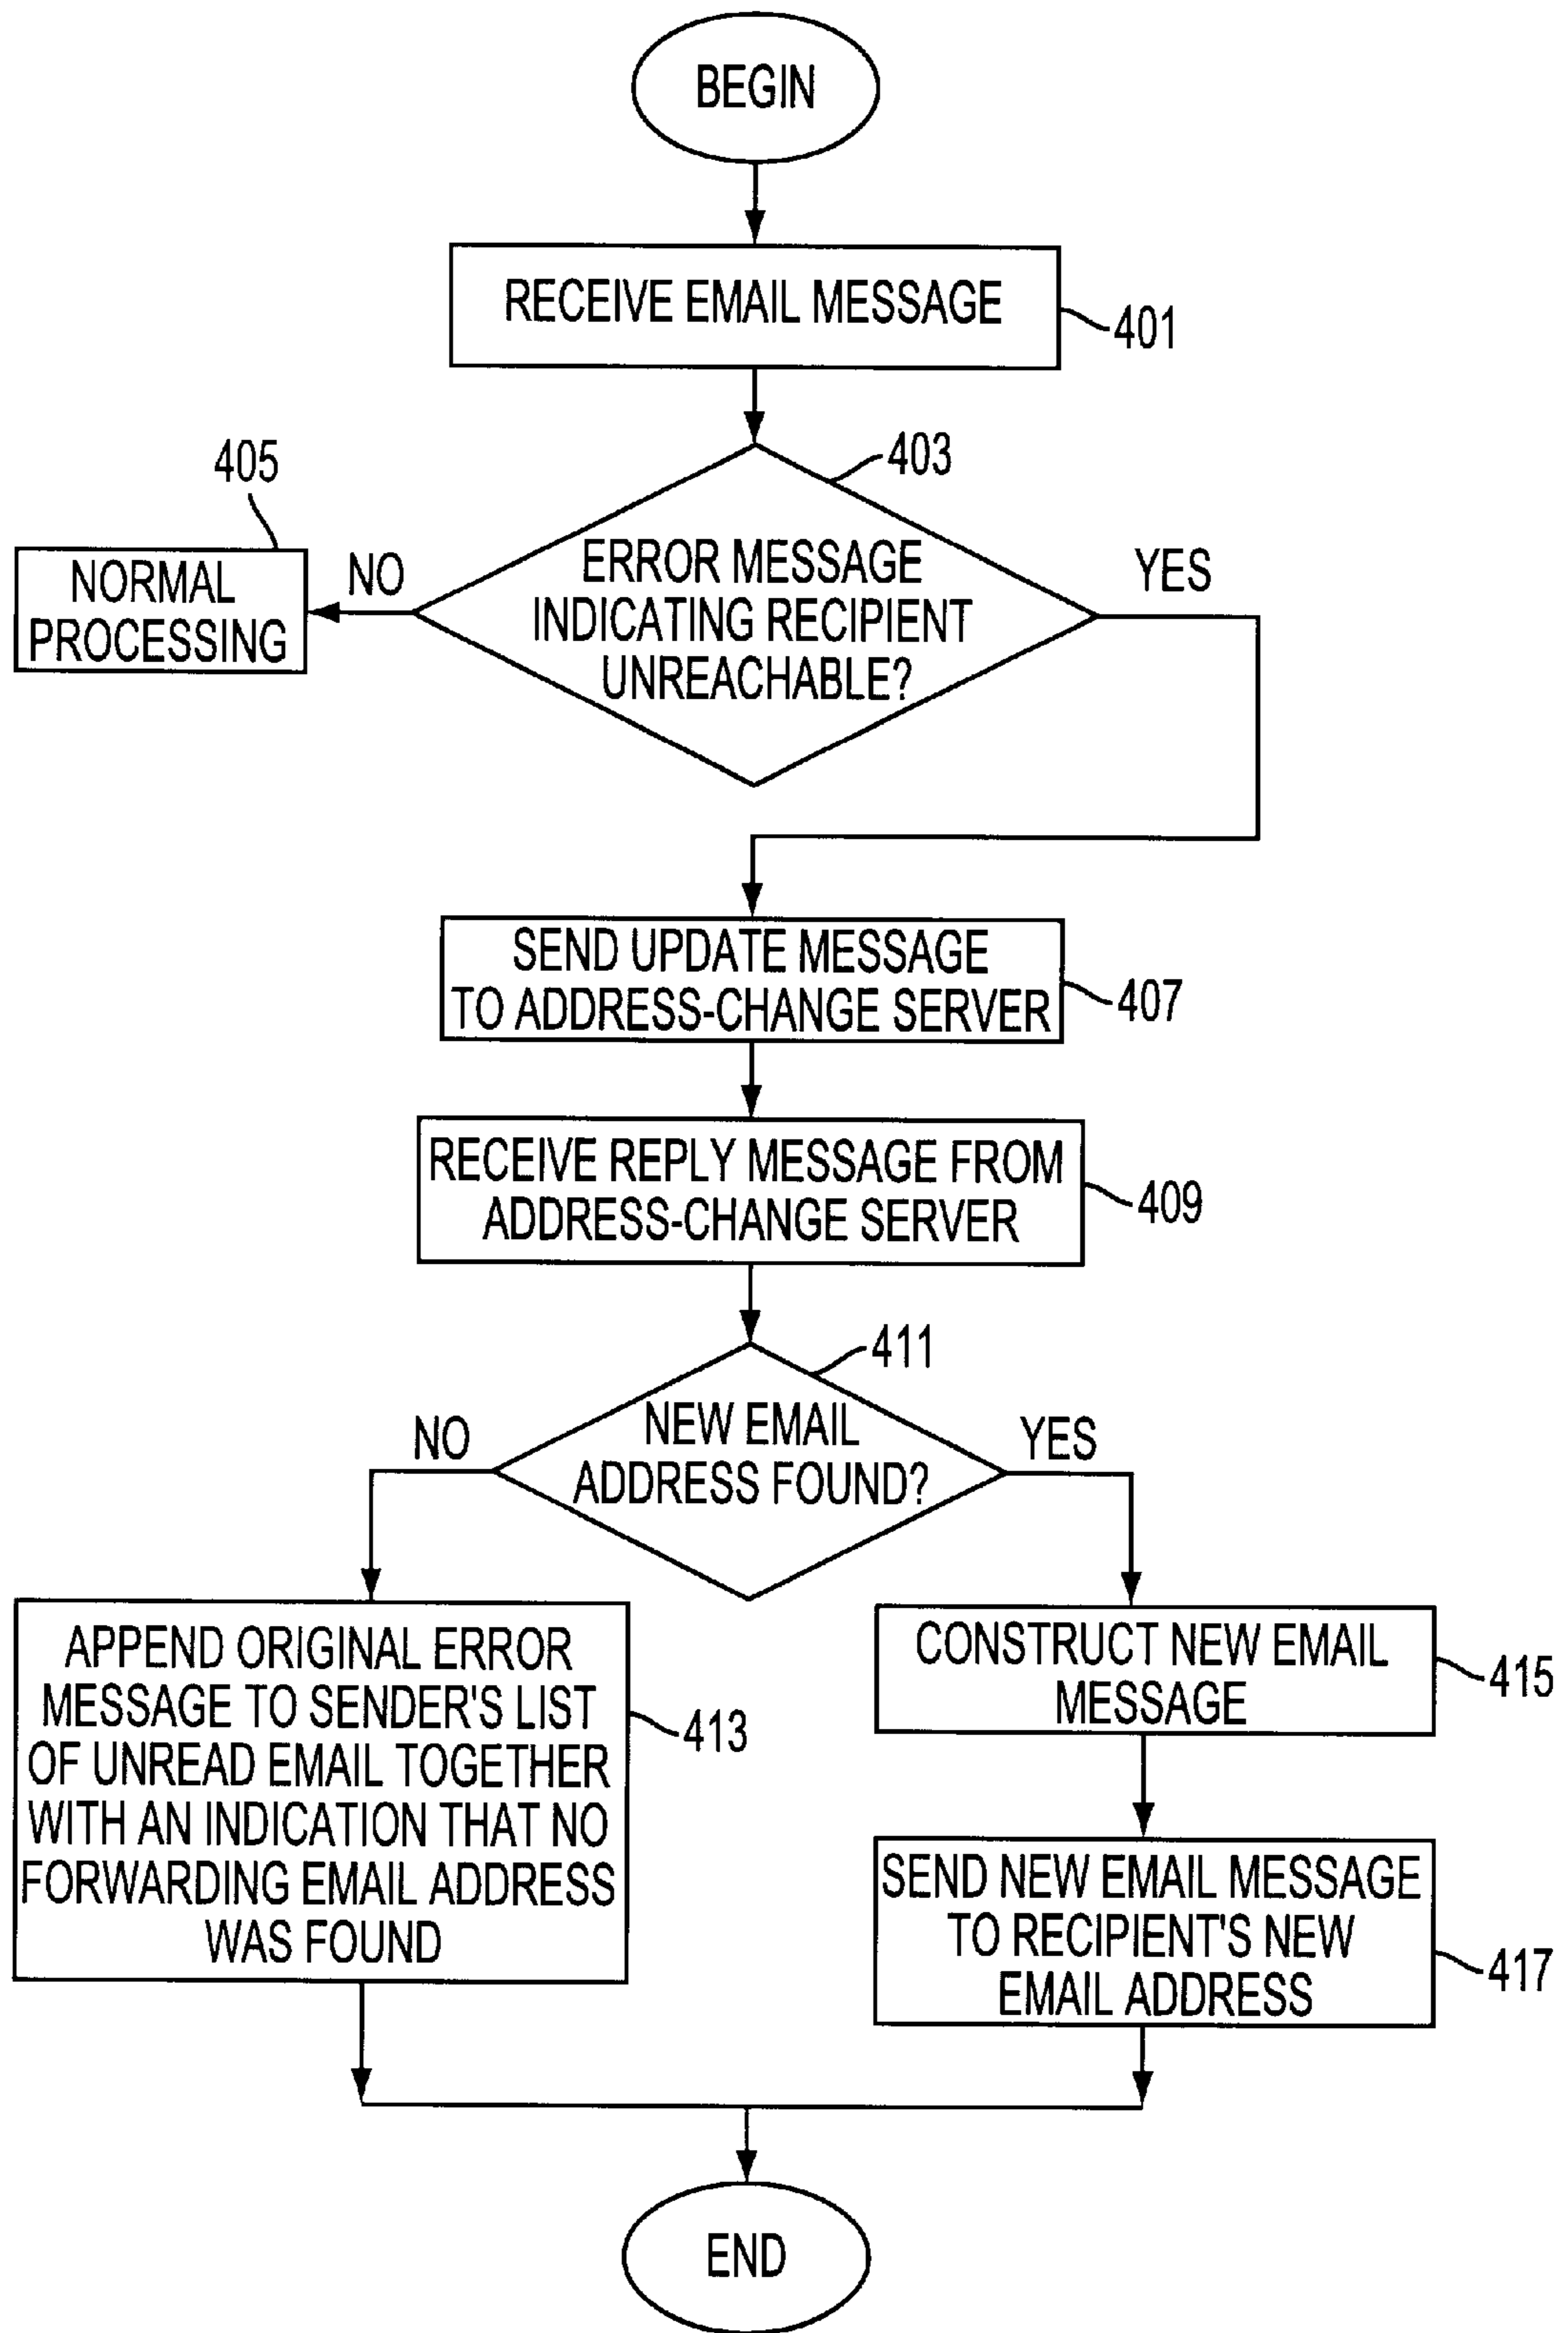 BEGIN
RECEIVE EMAIL MESSAGE
401
403
405
ERROR MESSAGE
INDICATING RECIPIENT
UNREACHABLE?
NO
YES
NORMAL
PROCESSING
SEND UPDATE MESSAGE
TO ADDRESS-CHANGE SERVER
407
RECEIVE REPLY MESSAGE FROM
ADDRESS-CHANGE SERVER
409
411
NEW EMAIL
ADDRESS FOUND?
NO
YES
APPEND ORIGINAL ERROR
MESSAGE TO SENDER'S LIST
OF UNREAD EMAIL TOGETHER
WITH AN INDICATION THAT NO
FORWARDING EMAIL ADDRESS
WAS FOUND
413
CONSTRUCT NEW EMAIL
MESSAGE
415
SEND NEW EMAIL MESSAGE
TO RECIPIENT'S NEW
EMAIL ADDRESS
417
END